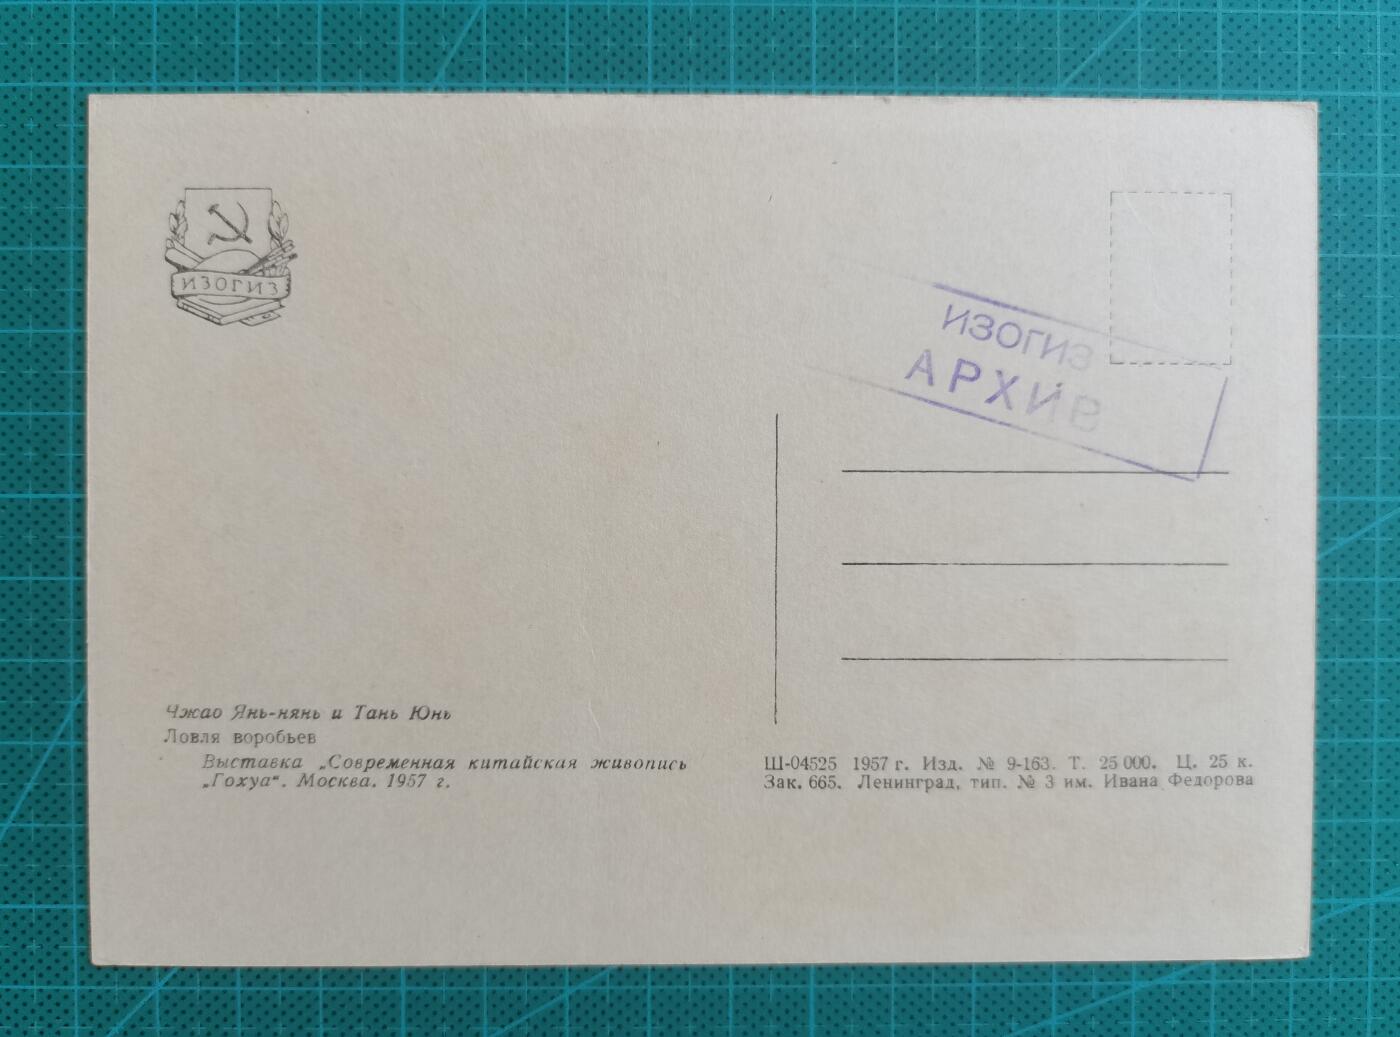 ИЗОГИЗ
ИЗОГИЗ
АРХИВ
Чжао Янь-нянь и Тань Юнь
Ловля воробьев
Выставка „Современная китайская живопись
„Гохуа“. Москва. 1957 г.
Ш-04525 1957 г. Изд. № 9-163. Т. 25 000. Ц. 25 к.
Зак. 665. Ленинград, тип. № 3 им. Ивана Федорова